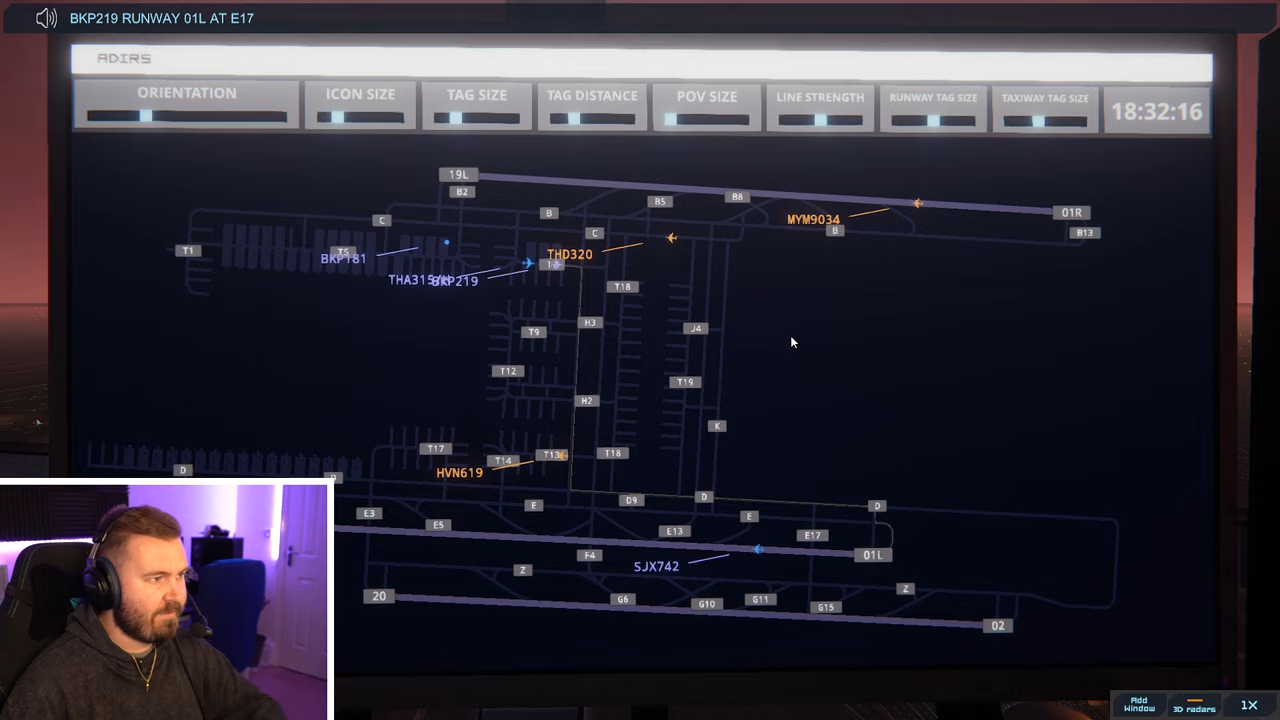 BKP219 RUNWAY 01L AT E17
ADIRS
ORIENTATION
ICON SIZE
TAG SIZE
TAG DISTANCE
POV SIZE
LINE STRENGTH
RUNWAY TAG SIZE
TAXIWAY TAG SIZE
18:32:16
19L
B2
B5
B8
C
B
C
01R
MYM9034
B
B13
T1
T5
BKP181
THD320
THA315
BKP219
T18
H3
J4
T9
T12
T19
H2
K
T17
T14
T13
T18
HVN619
D
D9
D
D
E3
E5
E
E13
E
E17
F4
01L
SJX742
Z
Z
20
G6
G10
G11
G15
02
Add
Window
3D radars
1X